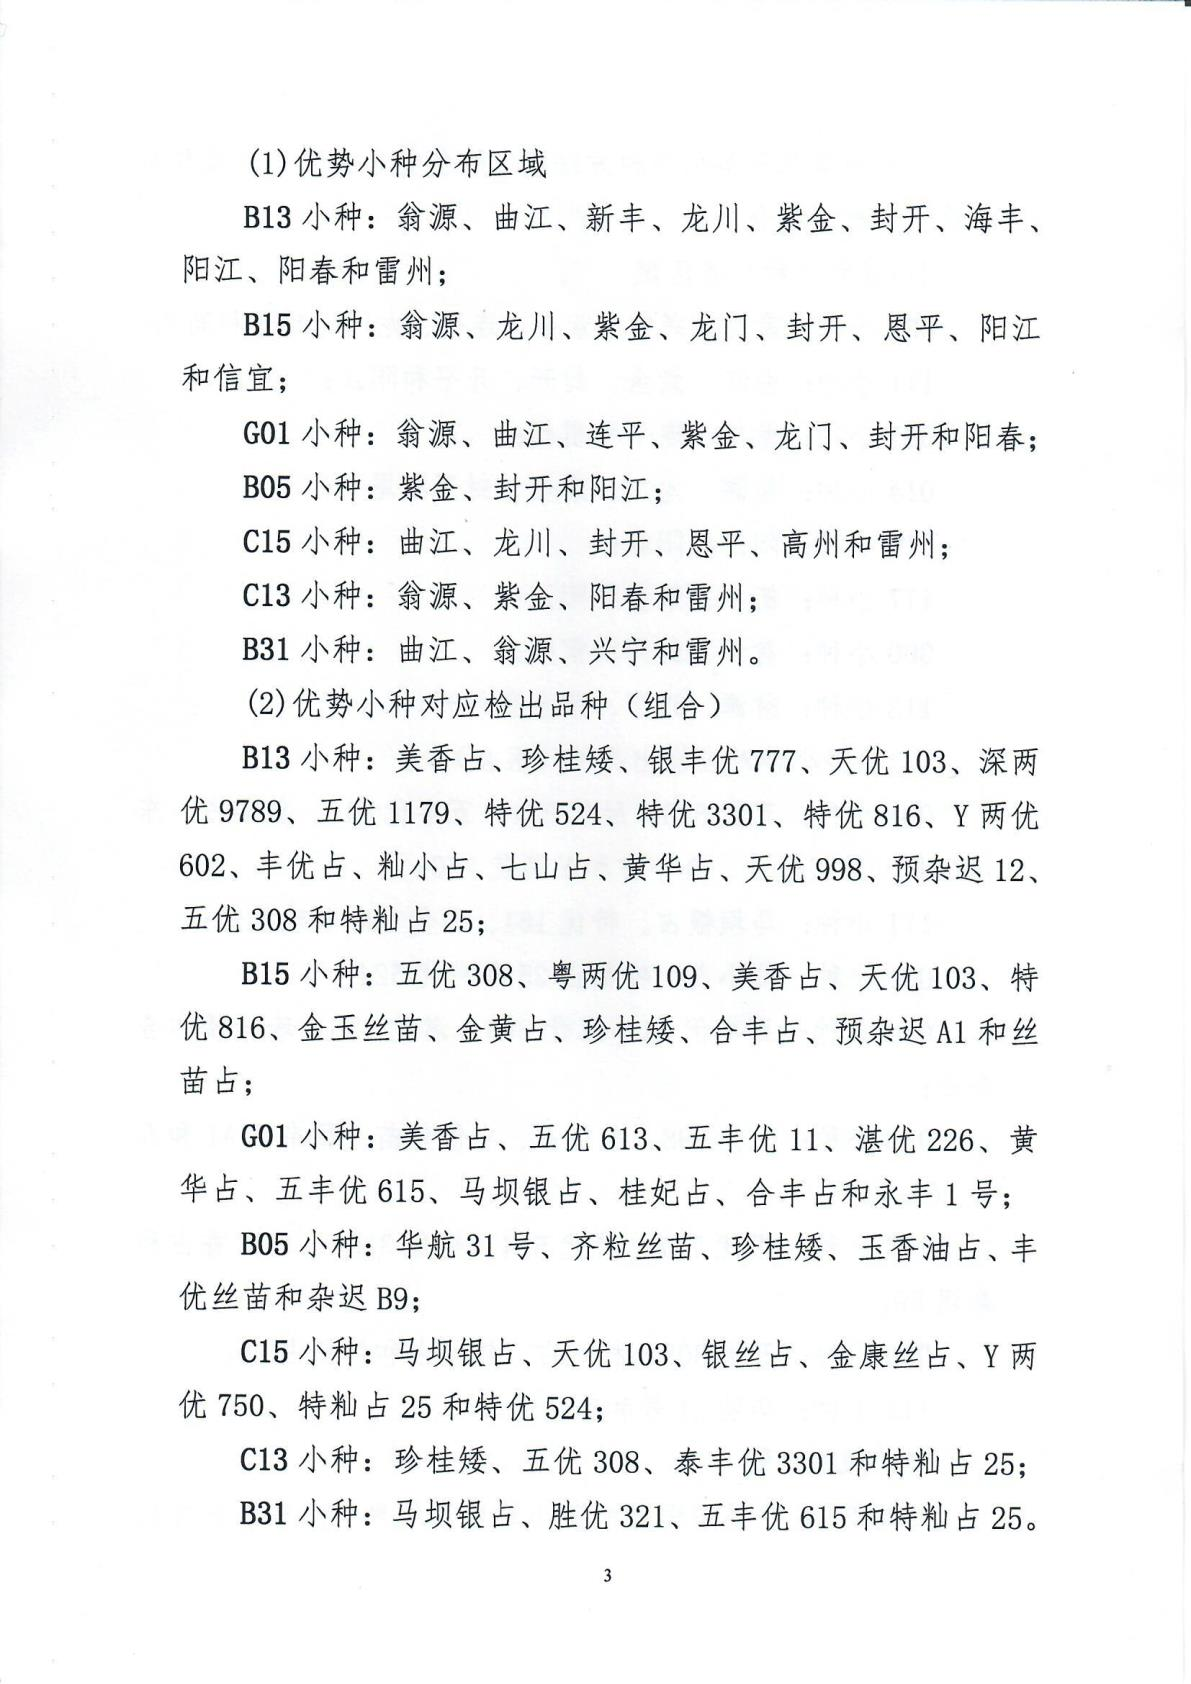 (1)优势小种分布区域
B13 小种：翁源、曲江、新丰、龙川、紫金、封开、海丰、
阳江、阳春和雷州；
B15 小种：翁源、龙川、紫金、龙门、封开、恩平、阳江
和信宜；
G01 小种：翁源、曲江、连平、紫金、龙门、封开和阳春；
B05 小种：紫金、封开和阳江；
C15 小种：曲江、龙川、封开、恩平、高州和雷州；
C13 小种：翁源、紫金、阳春和雷州；
B31 小种：曲江、翁源、兴宁和雷州。
(2)优势小种对应检出品种（组合）
B13 小种：美香占、珍桂矮、银丰优 777、天优 103、深两
优 9789、五优 1179、特优 524、特优 3301、特优 816、Y 两优
602、丰优占、籼小占、七山占、黄华占、天优 998、预杂迟 12、
五优 308 和特籼占 25；
B15 小种：五优 308、粤两优 109、美香占、天优 103、特
优 816、金玉丝苗、金黄占、珍桂矮、合丰占、预杂迟 A1 和丝
苗占；
G01 小种：美香占、五优 613、五丰优 11、湛优 226、黄
华占、五丰优 615、马坝银占、桂妃占、合丰占和永丰 1 号；
B05 小种：华航 31 号、齐粒丝苗、珍桂矮、玉香油占、丰
优丝苗和杂迟 B9；
C15 小种：马坝银占、天优 103、银丝占、金康丝占、Y 两
优 750、特籼占 25 和特优 524；
C13 小种：珍桂矮、五优 308、泰丰优 3301 和特籼占 25；
B31 小种：马坝银占、胜优 321、五丰优 615 和特籼占 25。
3